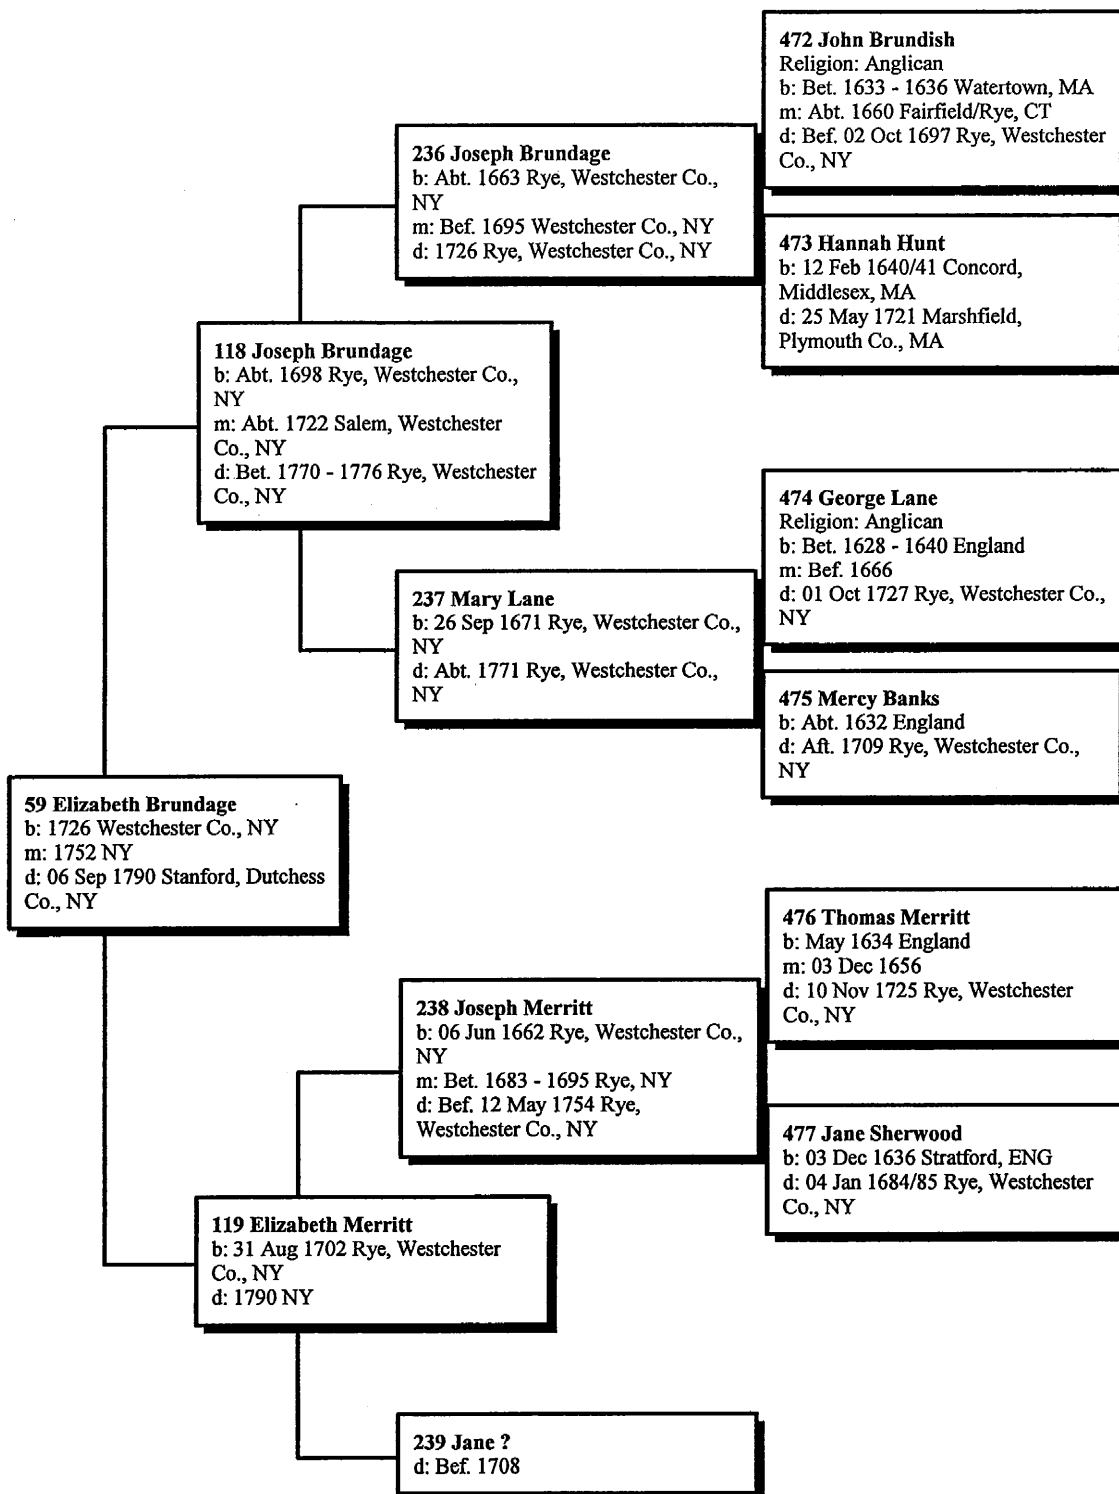 472 John Brundish
Religion: Anglican
b: Bet. 1633 - 1636 Watertown, MA
m: Abt. 1660 Fairfield/Rye, CT
d: Bef. 02 Oct 1697 Rye, Westchester
Co., NY
236 Joseph Brundage
b: Abt. 1663 Rye, Westchester Co.,
NY
m: Bef. 1695 Westchester Co., NY
d: 1726 Rye, Westchester Co., NY
473 Hannah Hunt
b: 12 Feb 1640/41 Concord,
Middlesex, MA
d: 25 May 1721 Marshfield,
Plymouth Co., MA
118 Joseph Brundage
b: Abt. 1698 Rye, Westchester Co.,
NY
m: Abt. 1722 Salem, Westchester
Co., NY
d: Bet. 1770 - 1776 Rye, Westchester
Co., NY
474 George Lane
Religion: Anglican
b: Bet. 1628 - 1640 England
m: Bef. 1666
d: 01 Oct 1727 Rye, Westchester Co.,
NY
237 Mary Lane
b: 26 Sep 1671 Rye, Westchester Co.,
NY
d: Abt. 1771 Rye, Westchester Co.,
NY
475 Mercy Banks
b: Abt. 1632 England
d: Aft. 1709 Rye, Westchester Co.,
NY
59 Elizabeth Brundage
b: 1726 Westchester Co., NY
m: 1752 NY
d: 06 Sep 1790 Stanford, Dutchess
Co., NY
476 Thomas Merritt
b: May 1634 England
m: 03 Dec 1656
d: 10 Nov 1725 Rye, Westchester
Co., NY
238 Joseph Merritt
b: 06 Jun 1662 Rye, Westchester Co.,
NY
m: Bet. 1683 - 1695 Rye, NY
d: Bef. 12 May 1754 Rye,
Westchester Co., NY
477 Jane Sherwood
b: 03 Dec 1636 Stratford, ENG
d: 04 Jan 1684/85 Rye, Westchester
Co., NY
119 Elizabeth Merritt
b: 31 Aug 1702 Rye, Westchester
Co., NY
d: 1790 NY
239 Jane ?
d: Bef. 1708